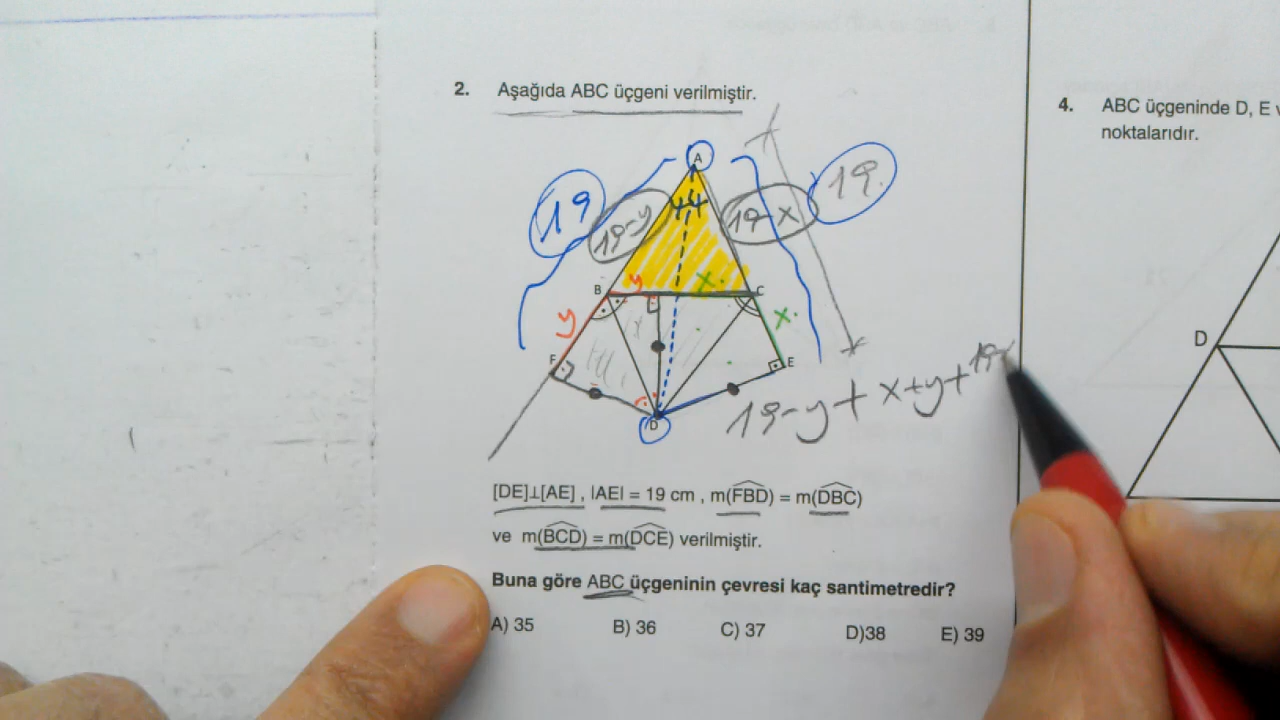 2. Aşağıda ABC üçgeni verilmiştir.
A
19
19-y
44
19-x
19.
B
y
x.
C
y
x.
F
E
D
19-y+x+y+19
[DE]⊥[AE] , |AE| = 19 cm , m(FBD) = m(DBC)
ve m(BCD) = m(DCE) verilmiştir.
Buna göre ABC üçgeninin çevresi kaç santimetredir?
A) 35 B) 36 C) 37 D)38 E) 39
4. ABC üçgeninde D, E
noktalarıdır.
D